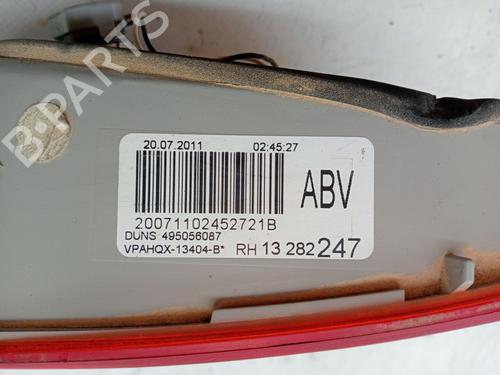 B-PARTS
20.07.2011 02:45:27
ABV
20071102452721B
DUNS 495056087
VPAHQX-13404-B* RH 13 282 247